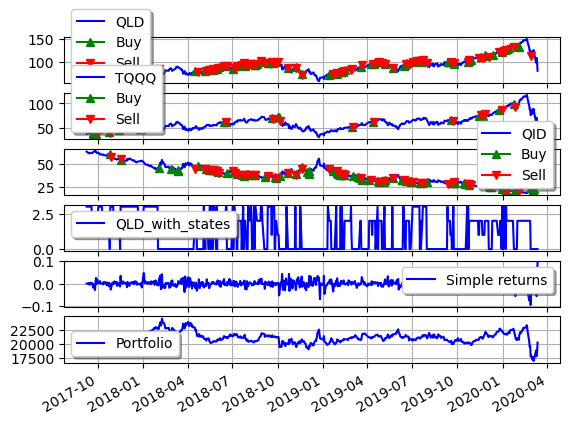 QLD
Buy
Sell
150
100
TQQQ
Buy
Sell
100
50
QID
Buy
Sell
50
25
QLD_with_states
2.5
0.0
Simple returns
0.1
0.0
−0.1
Portfolio
22500
20000
17500
2017-10
2018-01
2018-04
2018-07
2018-10
2019-01
2019-04
2019-07
2019-10
2020-01
2020-04